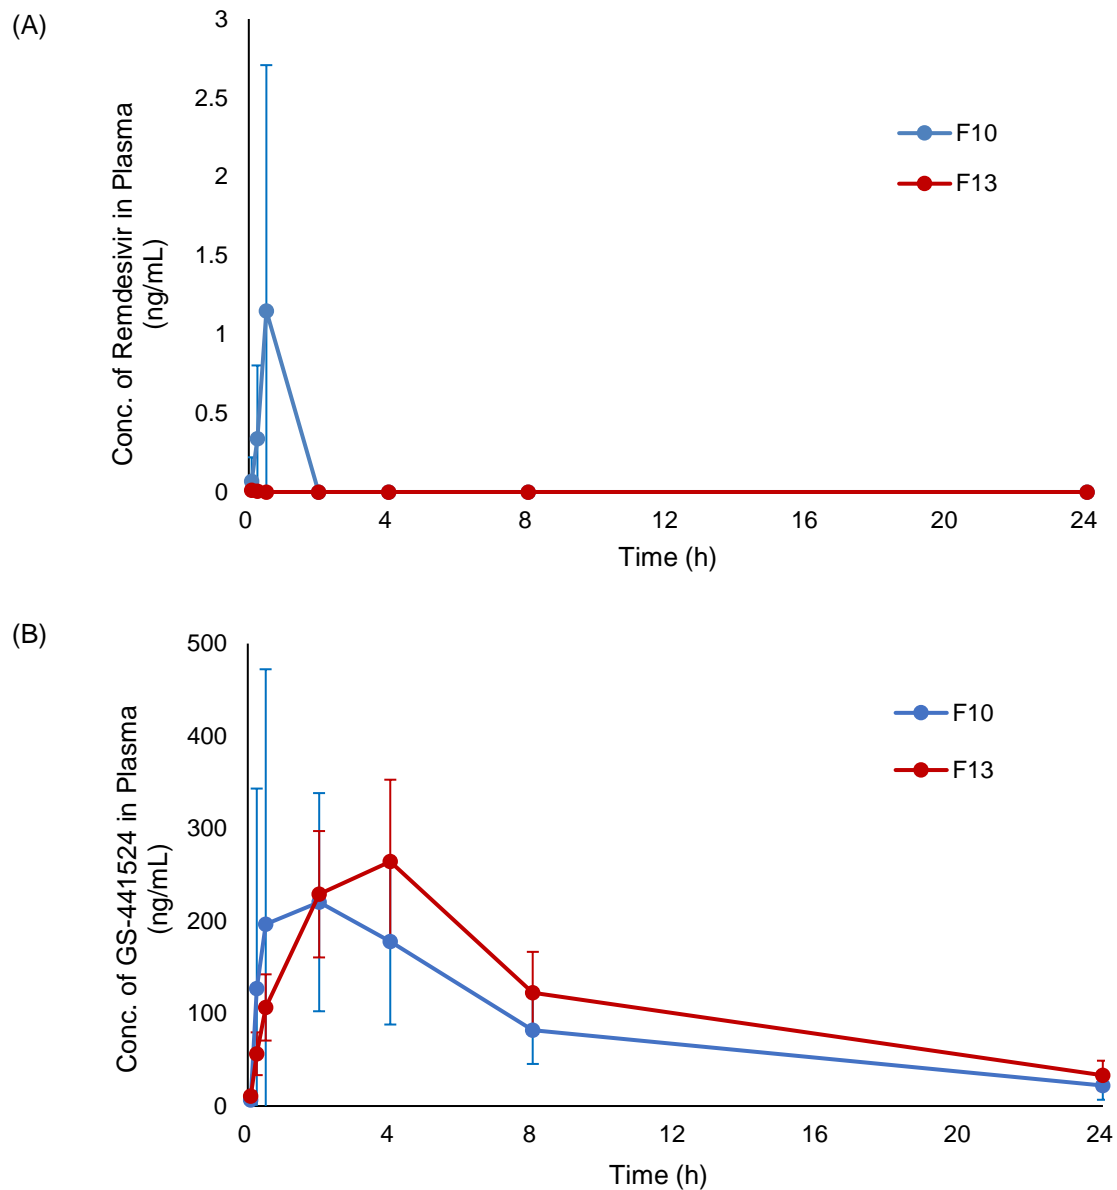 (A)
3
2.5
2
1.5
1
0.5
0
Conc. of Remdesivir in Plasma
(ng/mL)
F10
F13
0 4 8 12 16 20 24
Time (h)
(B)
500
400
300
200
100
0
Conc. of GS-441524 in Plasma
(ng/mL)
F10
F13
0 4 8 12 16 20 24
Time (h)